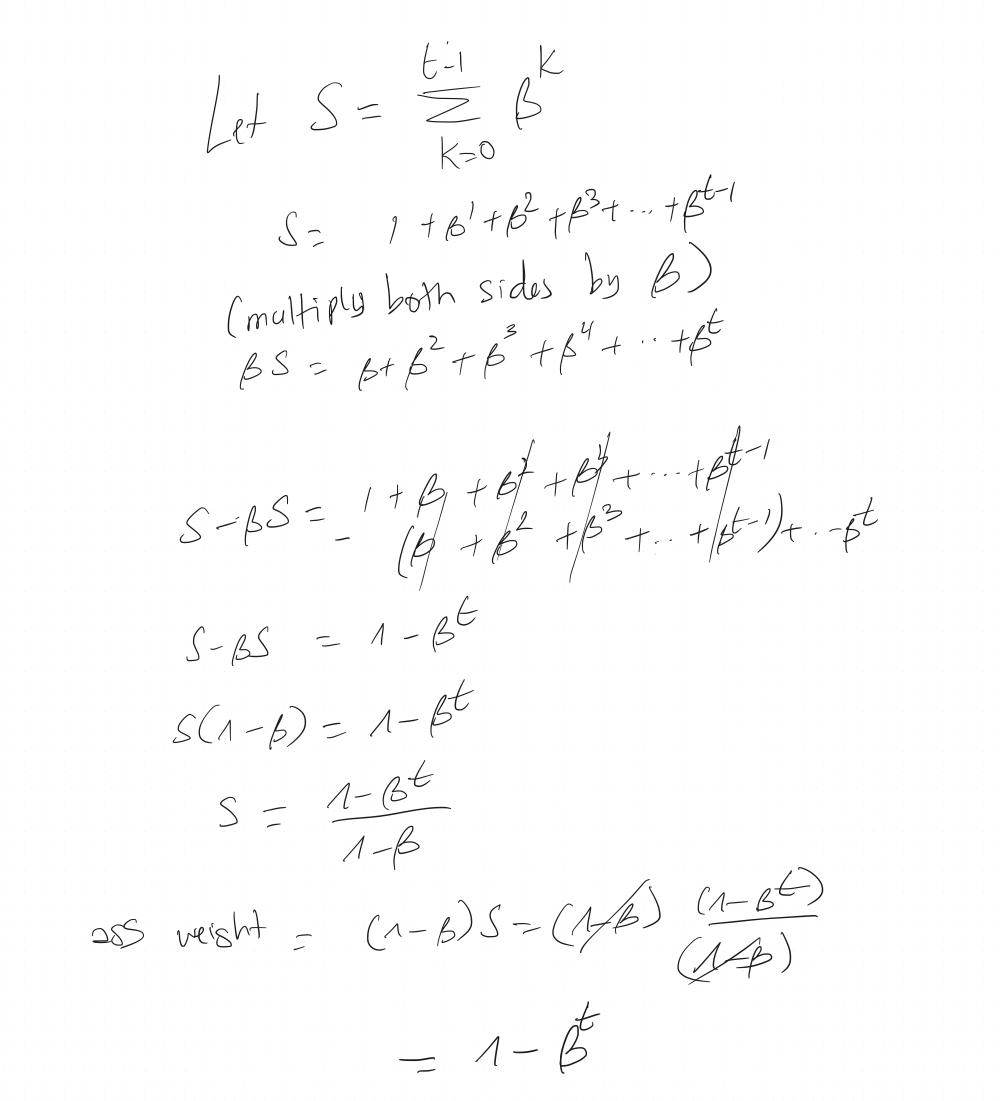 Let S = Σ_{k=0}^{t-1} β^k
S = 1 + β^1 + β^2 + β^3 + ... + β^{t-1}
(multiply both sides by β)
βS = β + β^2 + β^3 + β^4 + ... + β^t
S - βS = 1 + β + β^2 + β^4 + ... + β^{t-1}
- (β + β^2 + β^3 + .. + β^{t-1}) + ... - β^t
S - βS = 1 - β^t
S(1 - β) = 1 - β^t
S = (1 - β^t) / (1 - β)
weight = (1 - β) S = (1 - β) (1 - β^t) / (1 - β)
= 1 - β^t